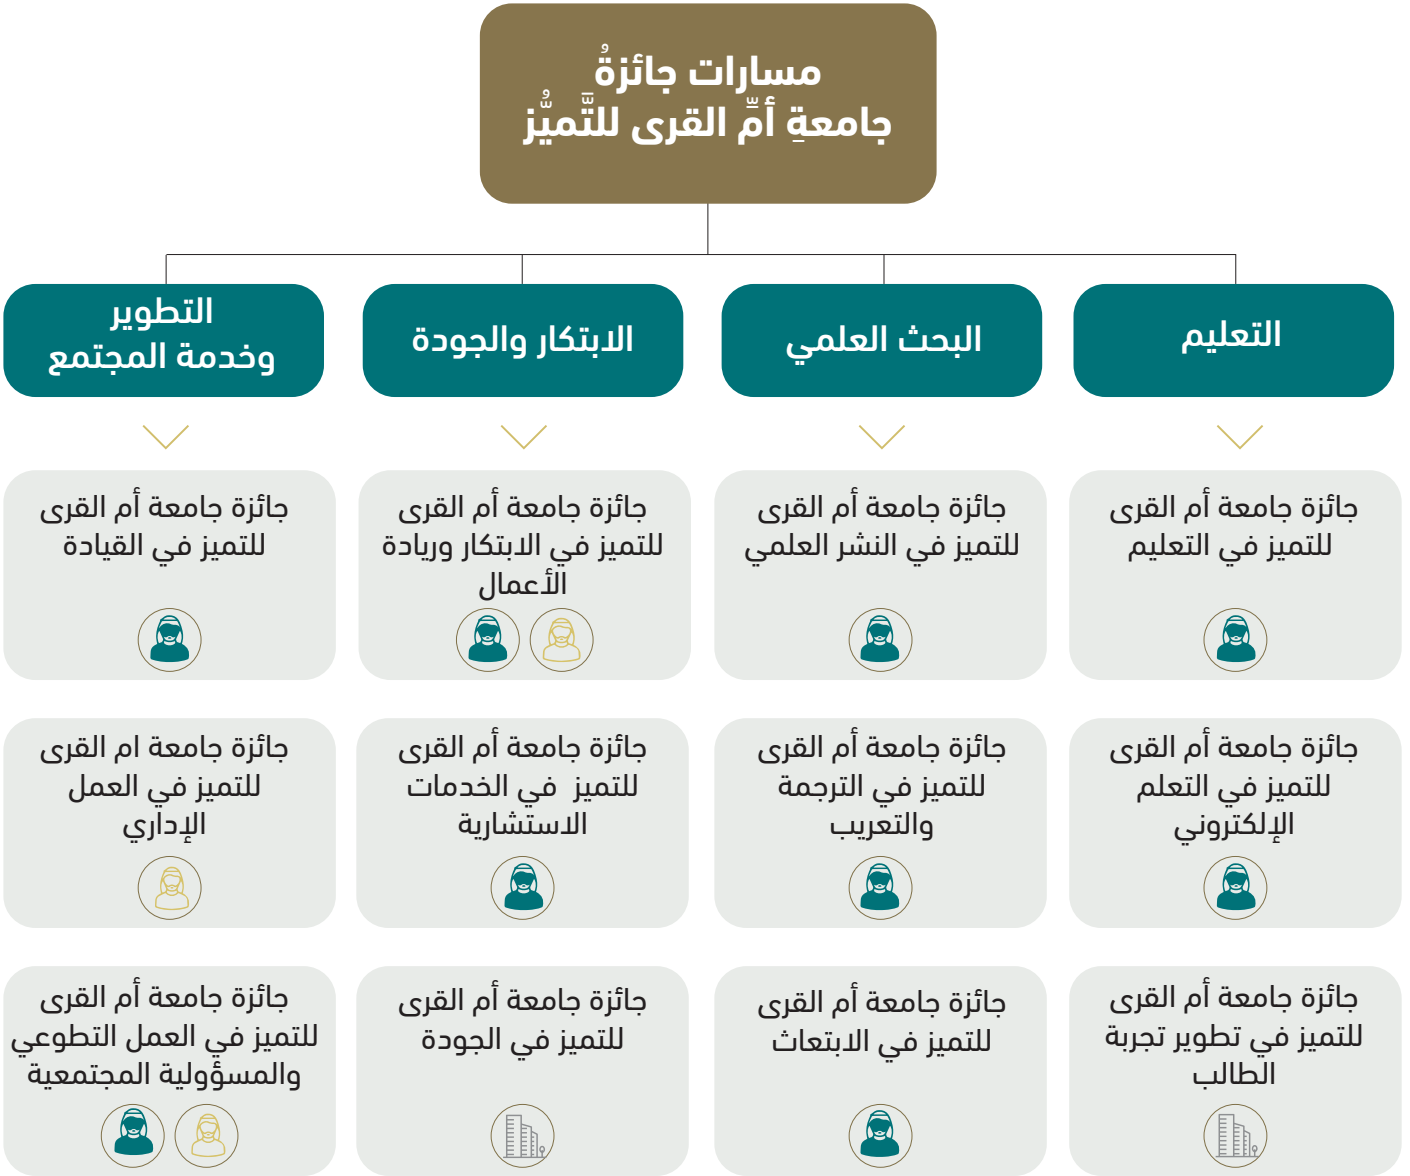 مسارات جائزةُ
جامعةِ أمِّ القرى للتَّميُّز
التعليم
البحث العلمي
الابتكار والجودة
التطوير
وخدمة المجتمع
جائزة جامعة أم القرى
للتميز في التعليم
جائزة جامعة أم القرى
للتميز في النشر العلمي
جائزة جامعة أم القرى
للتميز في الابتكار وريادة
الأعمال
جائزة جامعة أم القرى
للتميز في القيادة
جائزة جامعة أم القرى
للتميز في التعلم
الإلكتروني
جائزة جامعة أم القرى
للتميز في الترجمة
والتعريب
جائزة جامعة أم القرى
للتميز في الخدمات
الاستشارية
جائزة جامعة ام القرى
للتميز في العمل
الإداري
جائزة جامعة أم القرى
للتميز في تطوير تجربة
الطالب
جائزة جامعة أم القرى
للتميز في الابتعاث
جائزة جامعة أم القرى
للتميز في الجودة
جائزة جامعة أم القرى
للتميز في العمل التطوعي
والمسؤولية المجتمعية